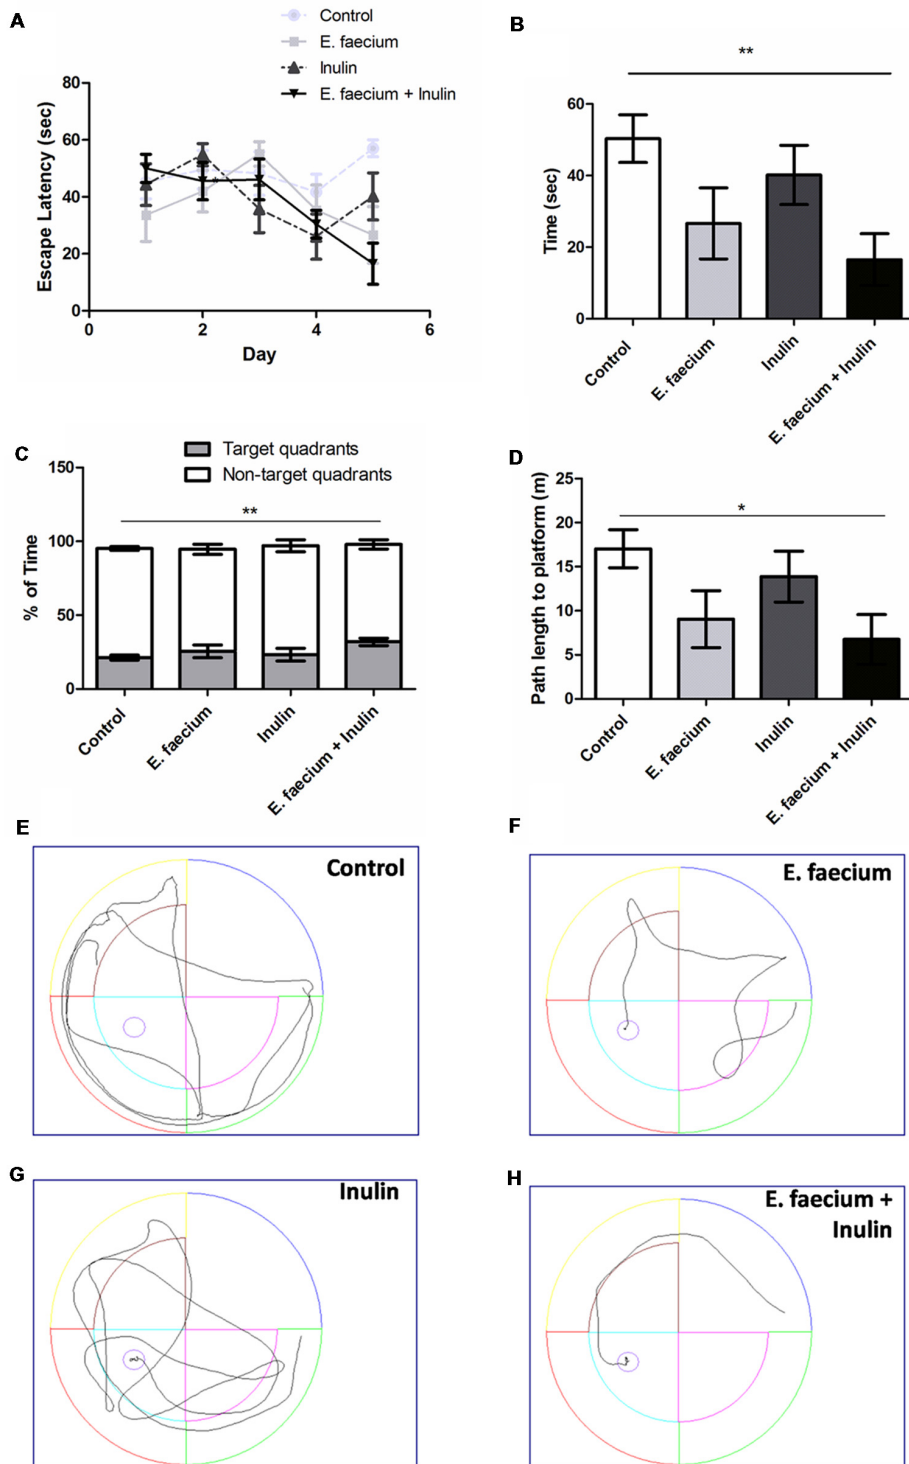 A
Control
E. faecium
Inulin
E. faecium + Inulin
Escape Latency (sec)
80
60
40
20
0
0
2
4
6
Day
B
**
Time (sec)
60
40
20
0
Control
E. faecium
Inulin
E. faecium + Inulin
C
Target quadrants
Non-target quadrants
**
% of Time
150
100
50
0
Control
E. faecium
Inulin
E. faecium + Inulin
D
*
Path length to platform (m)
25
20
15
10
5
0
Control
E. faecium
Inulin
E. faecium + Inulin
E
Control
F
E. faecium
G
Inulin
H
E. faecium +
Inulin